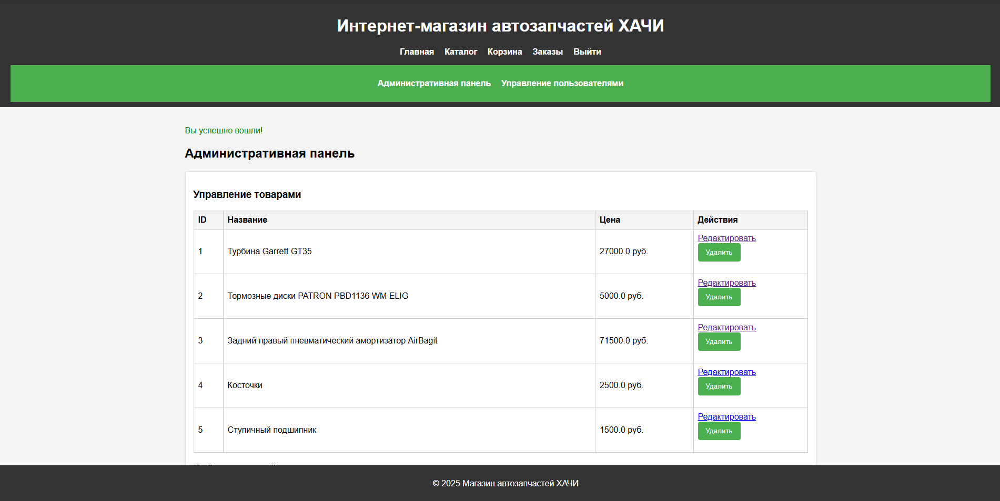 Интернет-магазин автозапчастей ХАЧИ
Главная Каталог Корзина Заказы Выйти
Административная панель Управление пользователями
Вы успешно вошли!
Административная панель
Управление товарами
ID Название Цена Действия
Редактировать
1 Турбина Garrett GT35 27000.0 руб. Удалить
Редактировать
2 Тормозные диски PATRON PBD1136 WM ELIG 5000.0 руб. Удалить
Редактировать
3 Задний правый пневматический амортизатор AirBagit 71500.0 руб. Удалить
Редактировать
4 Косточки 2500.0 руб. Удалить
Редактировать
5 Ступичный подшипник 1500.0 руб. Удалить
© 2025 Магазин автозапчастей ХАЧИ